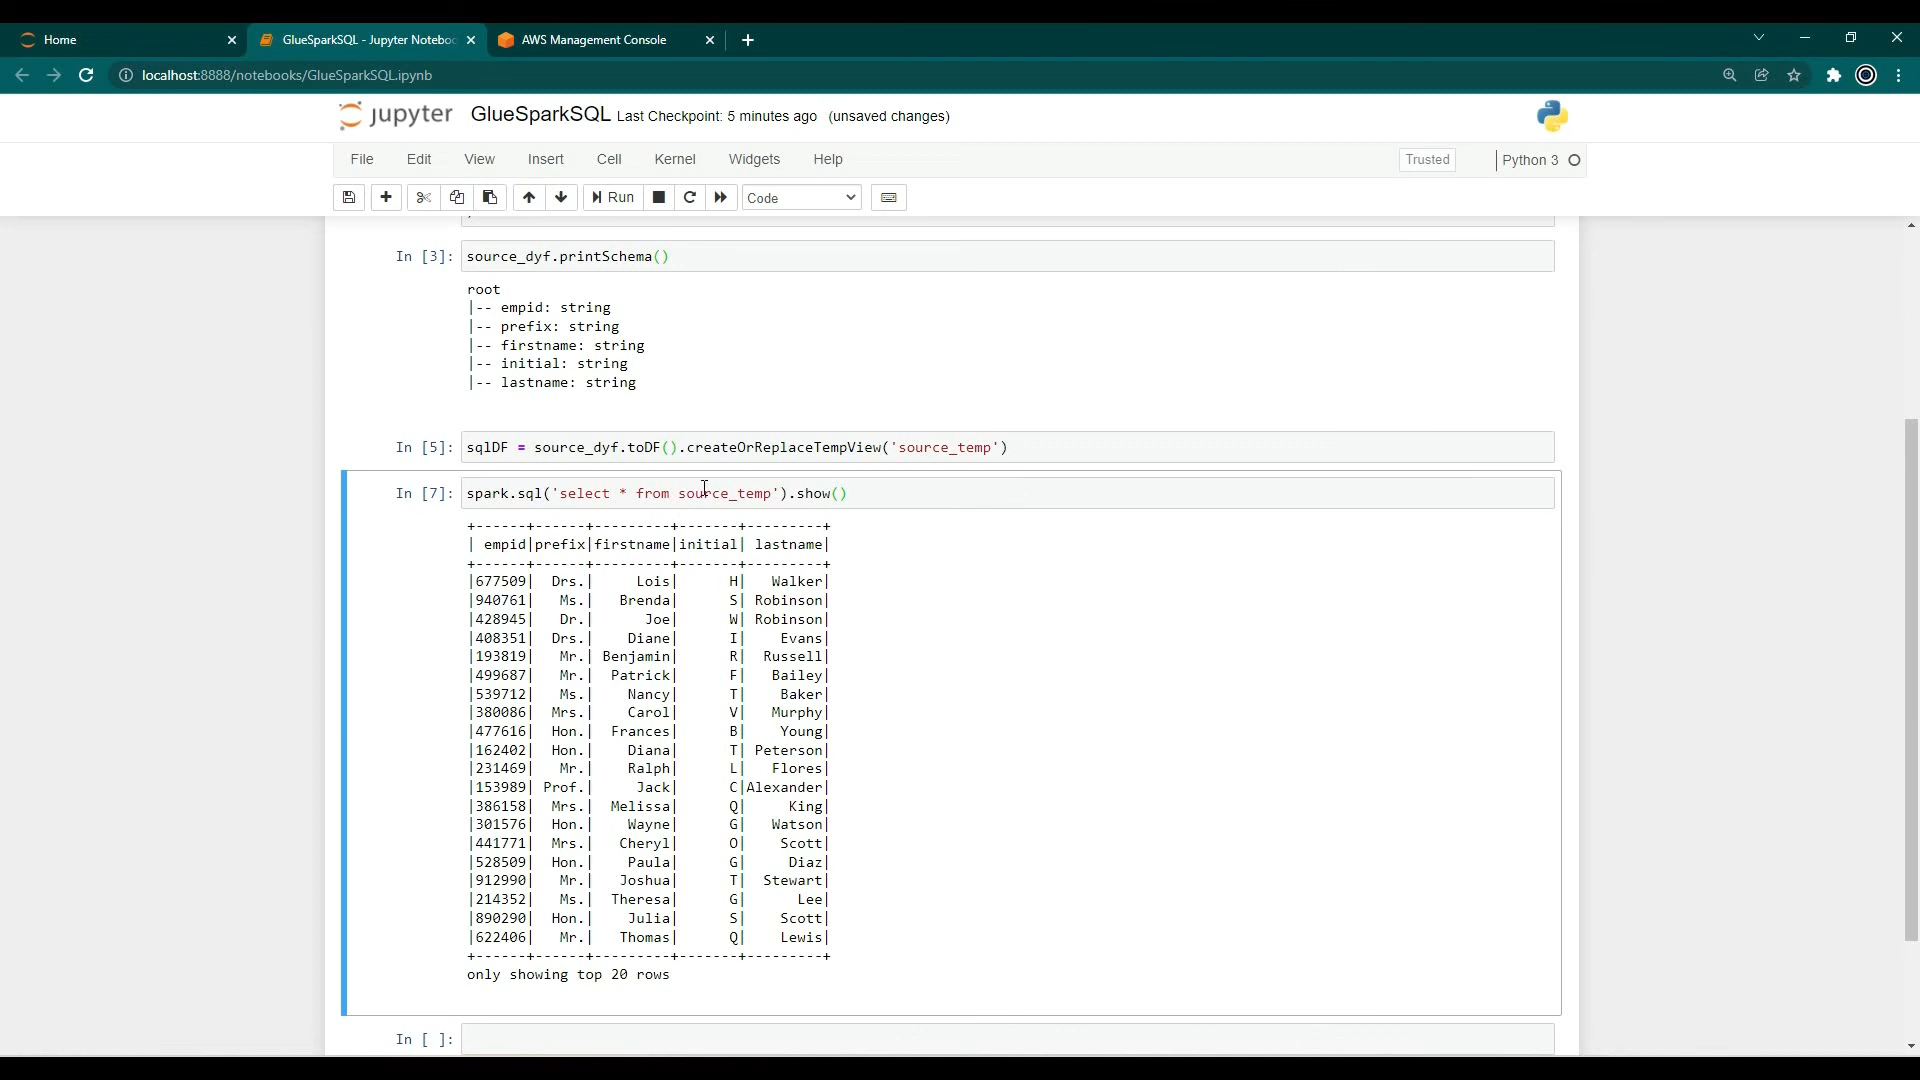 Home
GlueSparkSQL - Jupyter Noteboo
AWS Management Console
localhost:8888/notebooks/GlueSparkSQL.ipynb
jupyter GlueSparkSQL Last Checkpoint: 5 minutes ago (unsaved changes)
File Edit View Insert Cell Kernel Widgets Help Trusted Python 3
Run Code
In [3]: source_dyf.printSchema()
root
|-- empid: string
|-- prefix: string
|-- firstname: string
|-- initial: string
|-- lastname: string
In [5]: sqlDF = source_dyf.toDF().createOrReplaceTempView('source_temp')
In [7]: spark.sql('select * from source_temp').show()
+------+------+---------+-------+---------+
| empid|prefix|firstname|initial| lastname|
+------+------+---------+-------+---------+
|677509|  Drs.|     Lois|      H|   Walker|
|940761|   Ms.|   Brenda|      S| Robinson|
|428945|   Dr.|      Joe|      W| Robinson|
|408351|  Drs.|    Diane|      I|    Evans|
|193819|   Mr.| Benjamin|      R|  Russell|
|499687|   Mr.|  Patrick|      F|   Bailey|
|539712|   Ms.|    Nancy|      T|    Baker|
|380086|  Mrs.|    Carol|      V|   Murphy|
|477616|  Hon.|  Frances|      B|    Young|
|162402|  Hon.|    Diana|      T| Peterson|
|231469|   Mr.|    Ralph|      L|   Flores|
|153989| Prof.|     Jack|      C|Alexander|
|386158|  Mrs.|  Melissa|      Q|     King|
|301576|  Hon.|    Wayne|      G|   Watson|
|441771|  Mrs.|   Cheryl|      O|    Scott|
|528509|  Hon.|    Paula|      G|     Diaz|
|912990|   Mr.|   Joshua|      T|  Stewart|
|214352|   Ms.|  Theresa|      G|      Lee|
|890290|  Hon.|    Julia|      S|    Scott|
|622406|   Mr.|   Thomas|      Q|    Lewis|
+------+------+---------+-------+---------+
only showing top 20 rows
In [ ]: